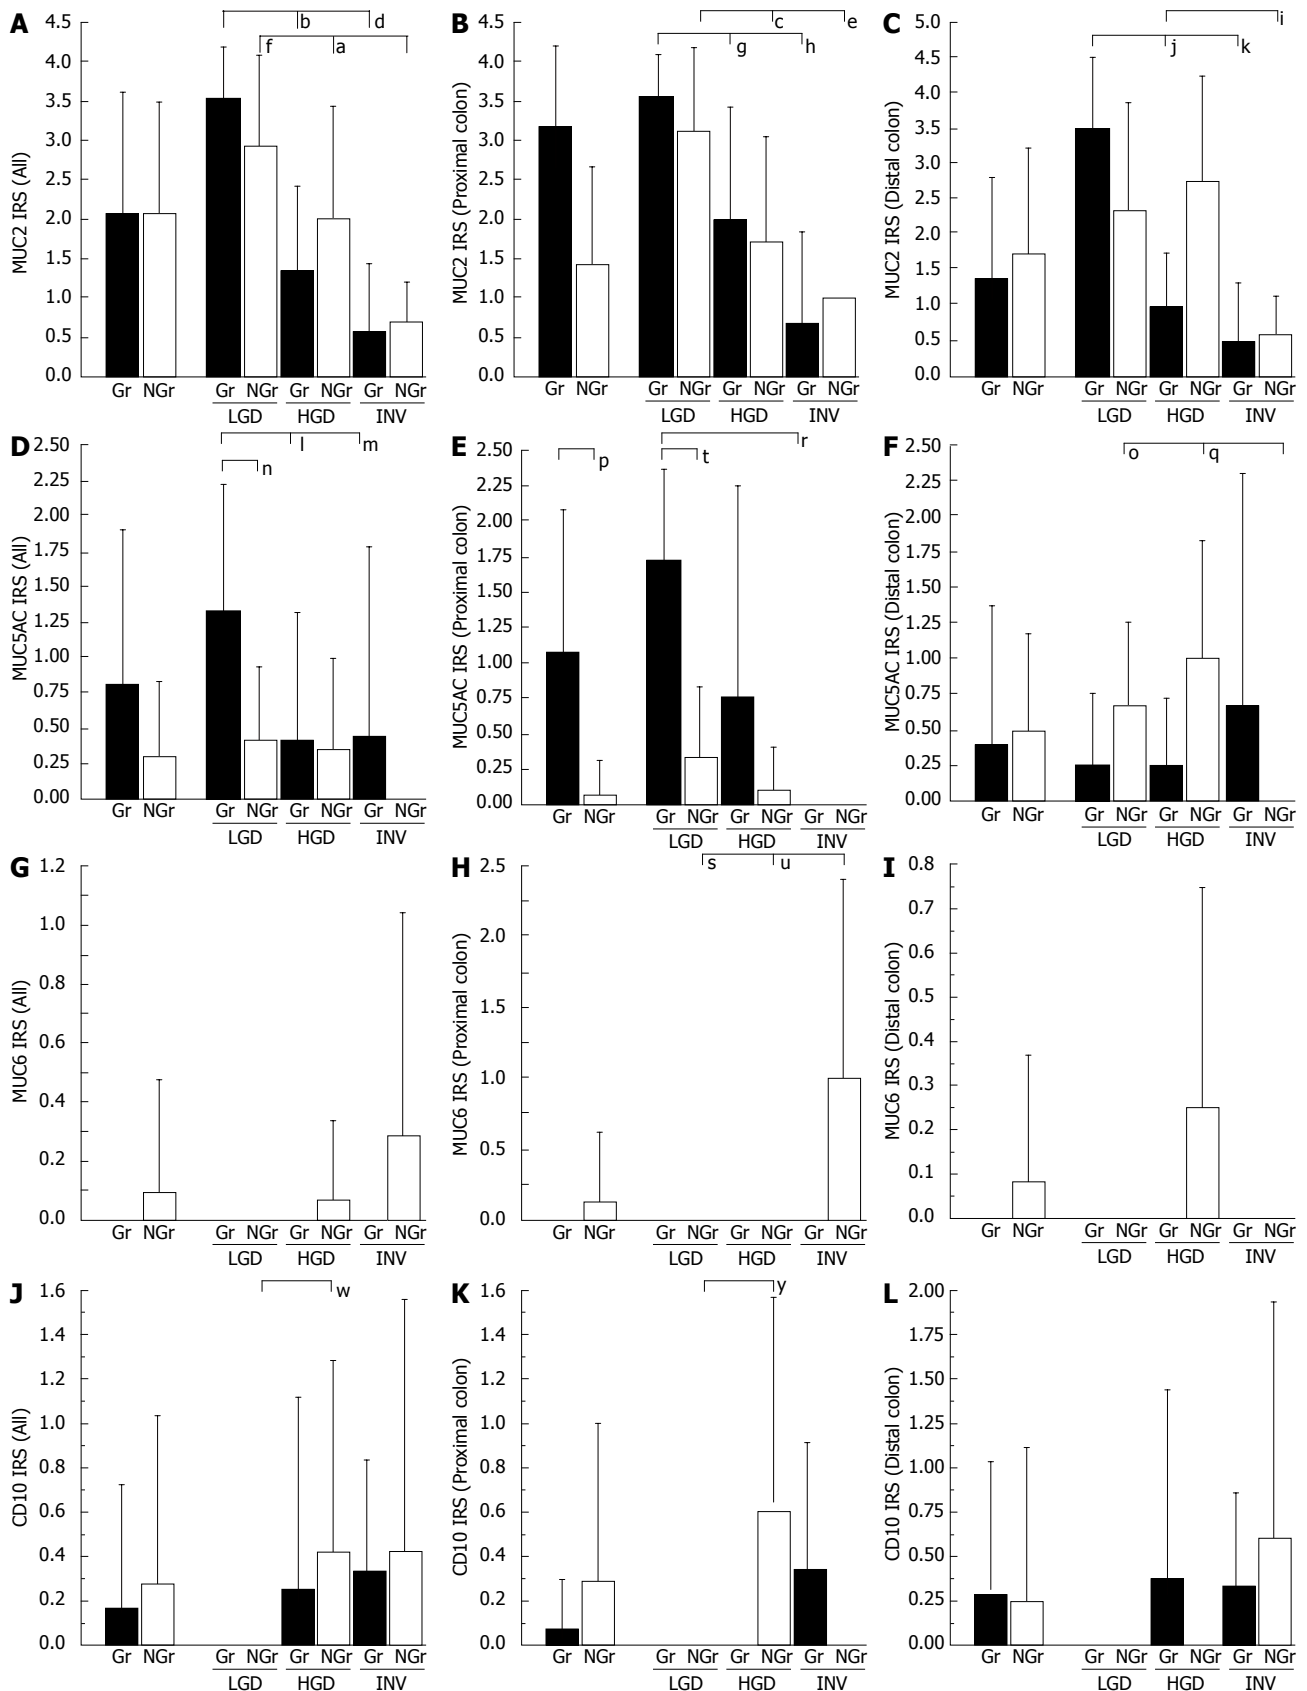 A
b d
f a
4.5
4.0
3.5
3.0
2.5
2.0
1.5
1.0
0.5
0.0
MUC2 IRS (All)
Gr NGr Gr NGr Gr NGr Gr NGr
LGD HGD INV
B
c e
g h
4.5
4.0
3.5
3.0
2.5
2.0
1.5
1.0
0.5
0.0
MUC2 IRS (Proximal colon)
Gr NGr Gr NGr Gr NGr Gr NGr
LGD HGD INV
C
i
j k
5.0
4.5
4.0
3.5
3.0
2.5
2.0
1.5
1.0
0.5
0.0
MUC2 IRS (Distal colon)
Gr NGr Gr NGr Gr NGr Gr NGr
LGD HGD INV
D
l m
n
2.50
2.25
2.00
1.75
1.50
1.25
1.00
0.75
0.50
0.25
0.00
MUC5AC IRS (All)
Gr NGr Gr NGr Gr NGr Gr NGr
LGD HGD INV
E
r
p t
2.50
2.25
2.00
1.75
1.50
1.25
1.00
0.75
0.50
0.25
0.00
MUC5AC IRS (Proximal colon)
Gr NGr Gr NGr Gr NGr Gr NGr
LGD HGD INV
F
o q
2.50
2.25
2.00
1.75
1.50
1.25
1.00
0.75
0.50
0.25
0.00
MUC5AC IRS (Distal colon)
Gr NGr Gr NGr Gr NGr Gr NGr
LGD HGD INV
G
1.2
1.0
0.8
0.6
0.4
0.2
0.0
MUC6 IRS (All)
Gr NGr Gr NGr Gr NGr Gr NGr
LGD HGD INV
H
s u
2.5
2.0
1.5
1.0
0.5
0.0
MUC6 IRS (Proximal colon)
Gr NGr Gr NGr Gr NGr Gr NGr
LGD HGD INV
I
0.8
0.7
0.6
0.5
0.4
0.3
0.2
0.1
0.0
MUC6 IRS (Distal colon)
Gr NGr Gr NGr Gr NGr Gr NGr
LGD HGD INV
J
w
1.6
1.4
1.2
1.0
0.8
0.6
0.4
0.2
0.0
CD10 IRS (All)
Gr NGr Gr NGr Gr NGr Gr NGr
LGD HGD INV
K
y
1.6
1.4
1.2
1.0
0.8
0.6
0.4
0.2
0.0
CD10 IRS (Proximal colon)
Gr NGr Gr NGr Gr NGr Gr NGr
LGD HGD INV
L
2.00
1.75
1.50
1.25
1.00
0.75
0.50
0.25
0.00
CD10 IRS (Distal colon)
Gr NGr Gr NGr Gr NGr Gr NGr
LGD HGD INV